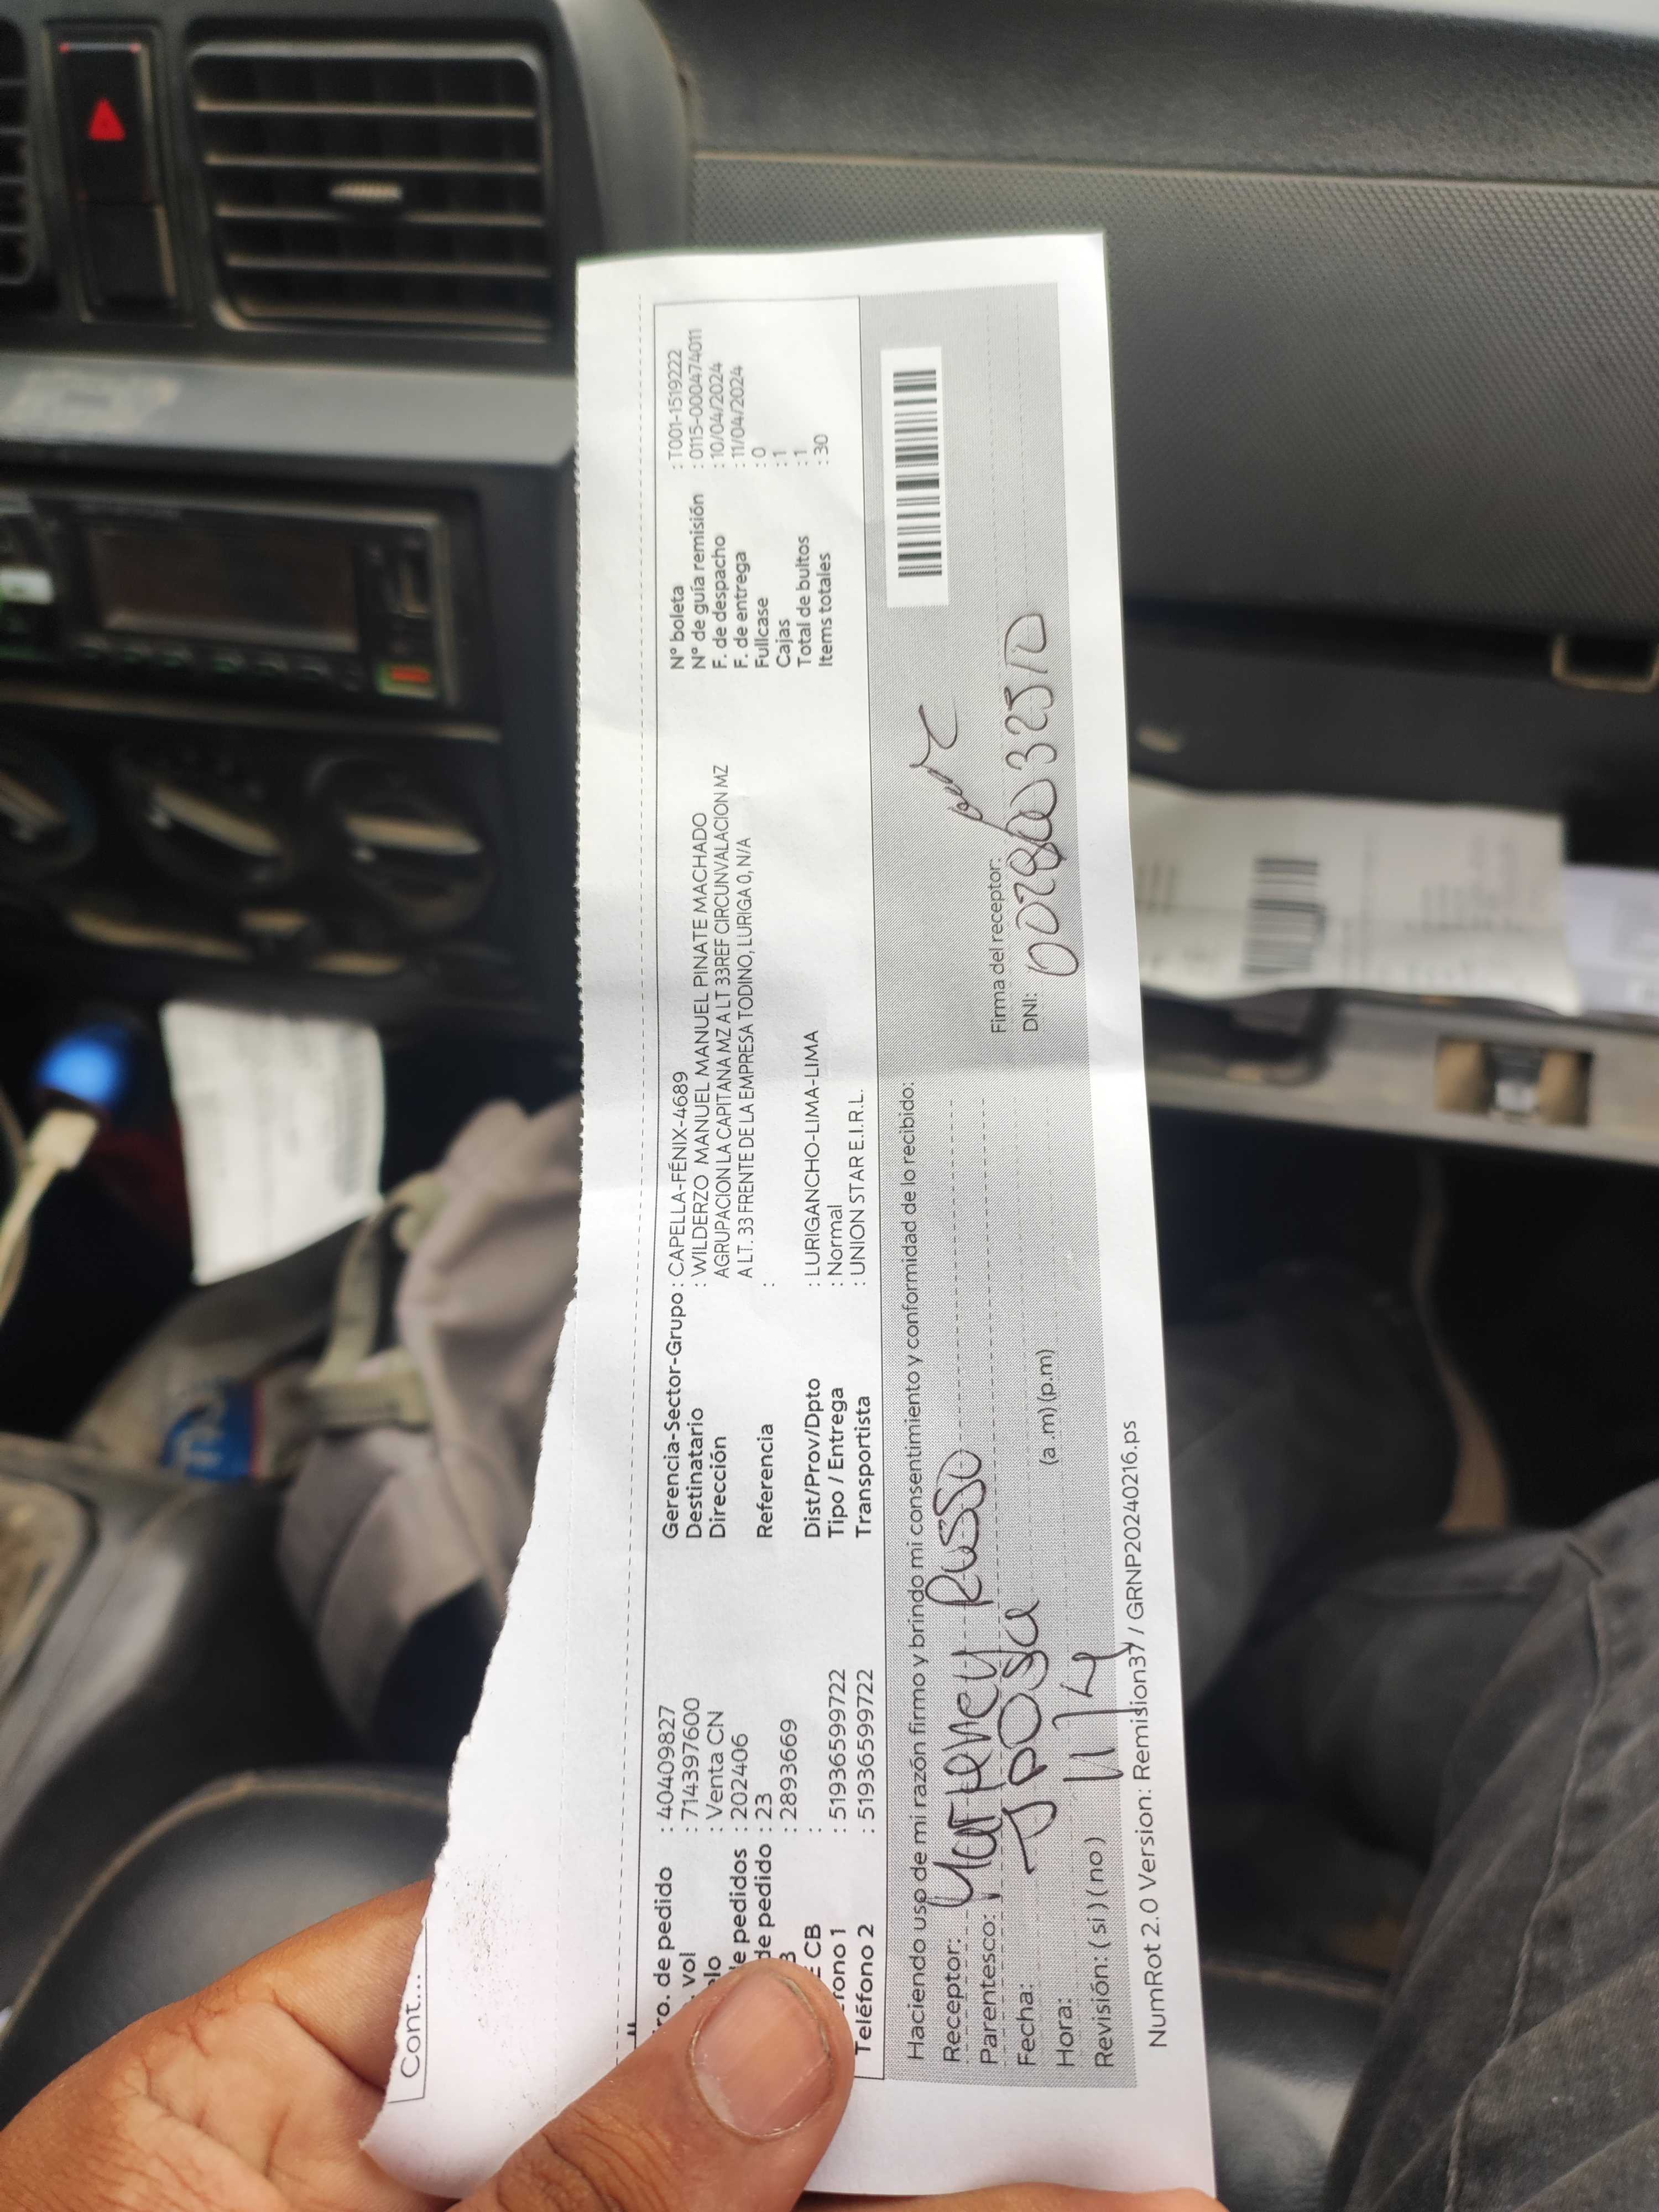 Cont...
ro. de pedido : 40409827
vol : 714397600
lo : Venta CN
e pedidos : 202406
de pedido : 23
: 2893669
CB :
fono 1 : 51936599722
Teléfono 2 : 51936599722
Gerencia-Sector-Grupo : CAPELLA-FÉNIX-4689
Destinatario : WILDERZO MANUEL MANUEL PINATE MACHADO
Dirección AGRUPACION LA CAPITANA MZ A LT 33REF CIRCUNVALACION MZ
A LT. 33 FRENTE DE LA EMPRESA TODINO, LURIGA 0, N/A
Referencia :
Dist/Prov/Dpto : LURIGANCHO-LIMA-LIMA
Tipo / Entrega : Normal
Transportista : UNION STAR E.I.R.L.
N° boleta : T001-1519222
N° de guía remisión : 0115-0000474011
F. de despacho : 10/04/2024
F. de entrega : 11/04/2024
Fullcase : 0
Cajas : 1
Total de bultos : 1
Items totales : 30
Haciendo uso de mi razón firmo y brindo mi consentimiento y conformidad de lo recibido:
Receptor: Russo
Parentesco: Sposa
Fecha: 11/4
Hora: (a .m) (p.m)
Revisión: ( si ) ( no )
Firma del receptor:
DNI:
NumRot 2.0 Version: Remision37 / GRNP20240216.ps